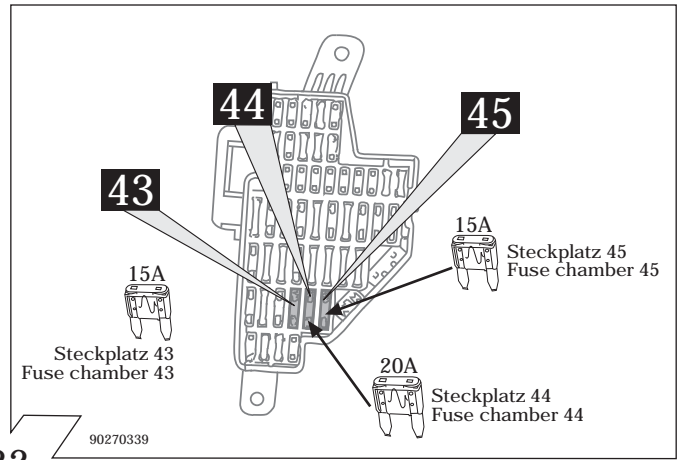 44
45
43
15A
Steckplatz 45
Fuse chamber 45
15A
Steckplatz 43
Fuse chamber 43
20A
Steckplatz 44
Fuse chamber 44
90270339